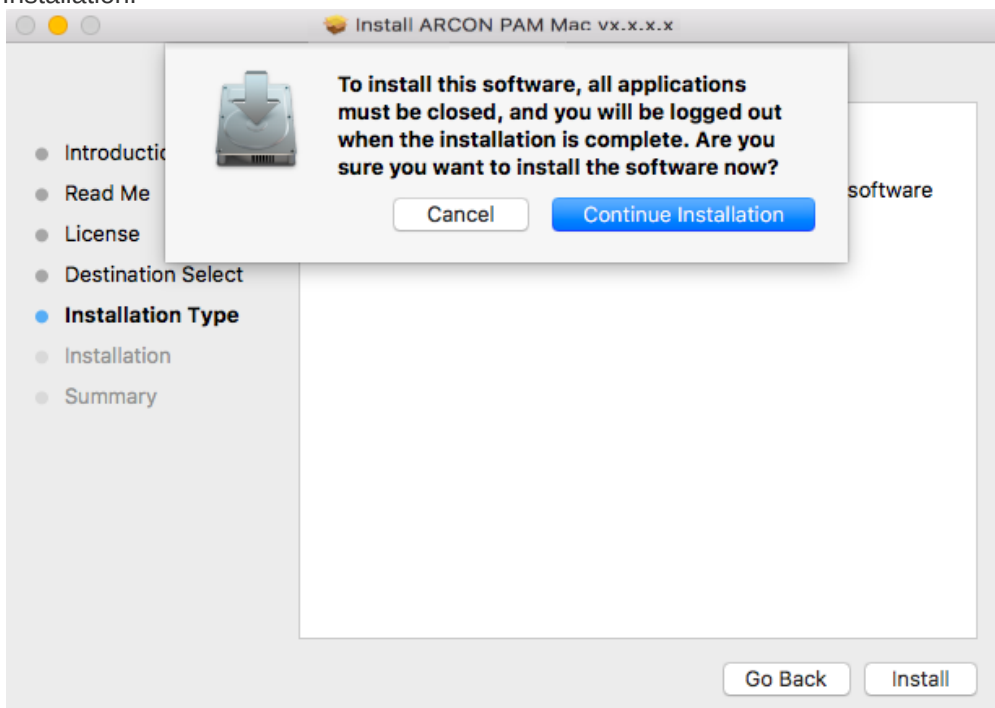 Install ARCON PAM Mac vx.x.x.x
To install this software, all applications
must be closed, and you will be logged out
when the installation is complete. Are you
sure you want to install the software now?
Cancel
Continue Installation
Read Me
License
Destination Select
Installation Type
Installation
Summary
software
Go Back
Install